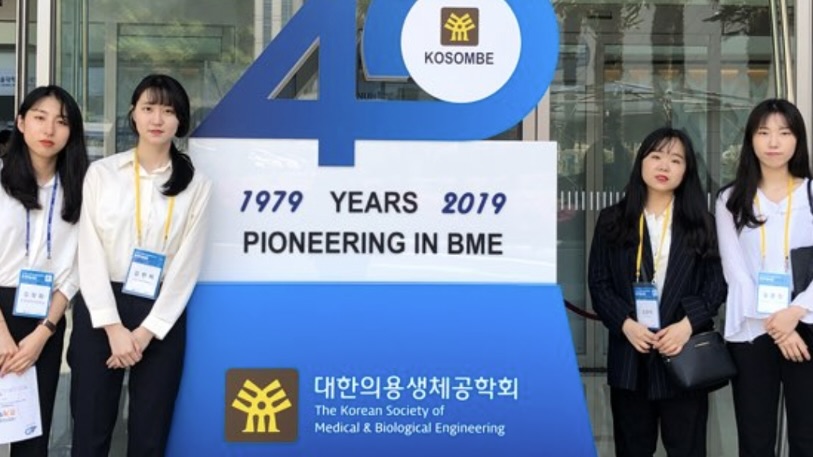 40
KOSOMBE
1979 YEARS 2019
PIONEERING IN BME
대한의용생체공학회
The Korean Society of
Medical & Biological Engineering